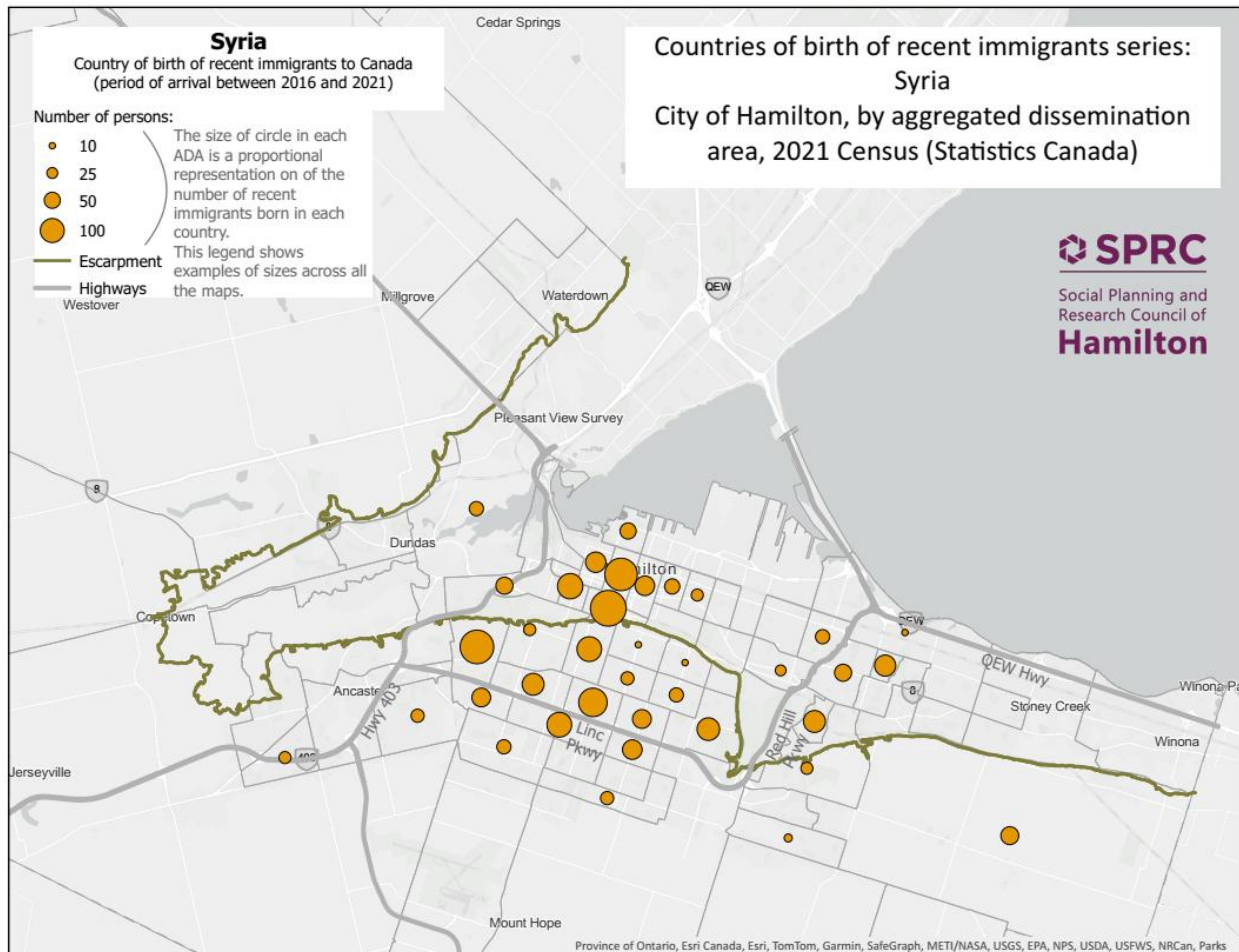 Cedar Springs
Syria
Country of birth of recent immigrants to Canada
(period of arrival between 2016 and 2021)
Number of persons:
10
25
50
100
Escarpment
Highways
The size of circle in each
ADA is a proportional
representation on of the
number of recent
immigrants born in each
country.
This legend shows
examples of sizes across all
the maps.
Countries of birth of recent immigrants series:
Syria
City of Hamilton, by aggregated dissemination
area, 2021 Census (Statistics Canada)
SPRC
Social Planning and
Research Council of
Hamilton
Westover
Millgrove
Waterdown
QEW
Pleasant View Survey
8
Dundas
Copetown
Ancaster
Hwy 403
Linc
Pkwy
Red Hill
Pkwy
QEW Hwy
8
Stoney Creek
Winona Pa
Winona
Jerseyville
Mount Hope
Province of Ontario, Esri Canada, Esri, TomTom, Garmin, SafeGraph, METI/NASA, USGS, EPA, NPS, USDA, USFWS, NRCan, Parks